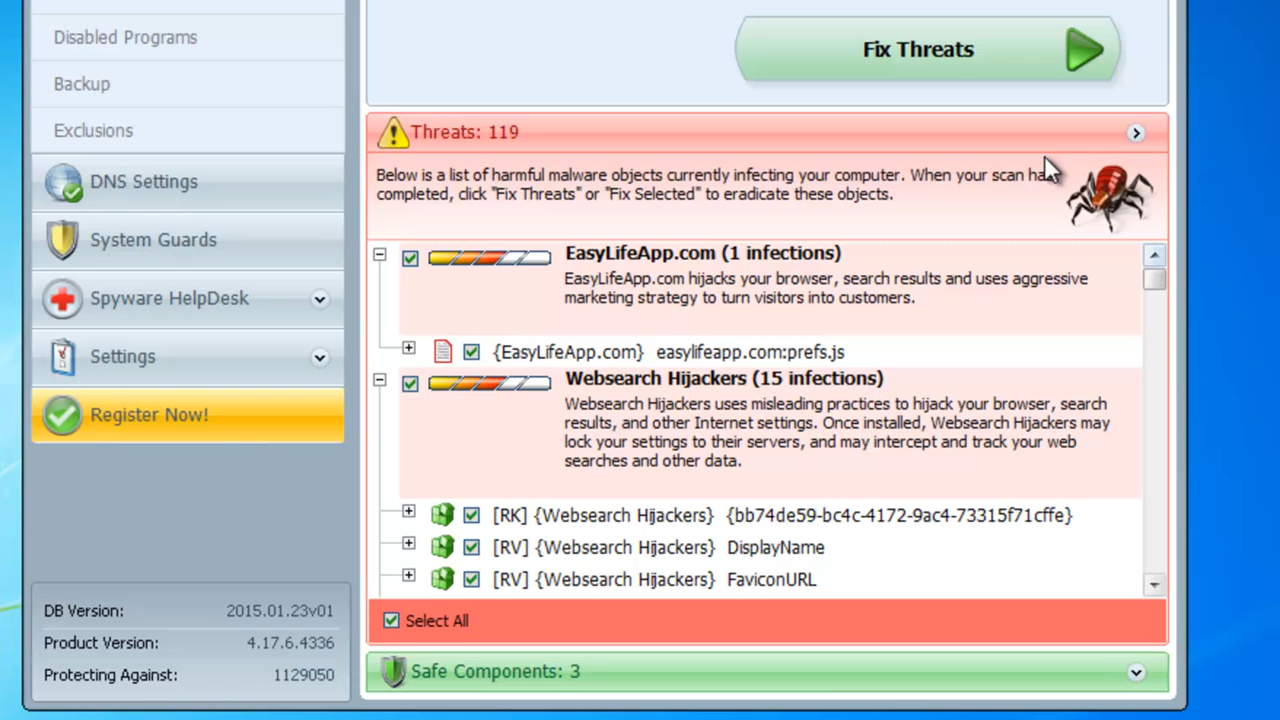 Disabled Programs
Backup
Exclusions
DNS Settings
System Guards
Spyware HelpDesk
Settings
Register Now!
DB Version: 2015.01.23v01
Product Version: 4.17.6.4336
Protecting Against: 1129050
Fix Threats
Threats: 119
Below is a list of harmful malware objects currently infecting your computer. When your scan ha
completed, click "Fix Threats" or "Fix Selected" to eradicate these objects.
EasyLifeApp.com (1 infections)
EasyLifeApp.com hijacks your browser, search results and uses aggressive
marketing strategy to turn visitors into customers.
{EasyLifeApp.com} easylifeapp.com:prefs.js
Websearch Hijackers (15 infections)
Websearch Hijackers uses misleading practices to hijack your browser, search
results, and other Internet settings. Once installed, Websearch Hijackers may
lock your settings to their servers, and may intercept and track your web
searches and other data.
[RK] {Websearch Hijackers} {bb74de59-bc4c-4172-9ac4-73315f71cffe}
[RV] {Websearch Hijackers} DisplayName
[RV] {Websearch Hijackers} FaviconURL
Select All
Safe Components: 3